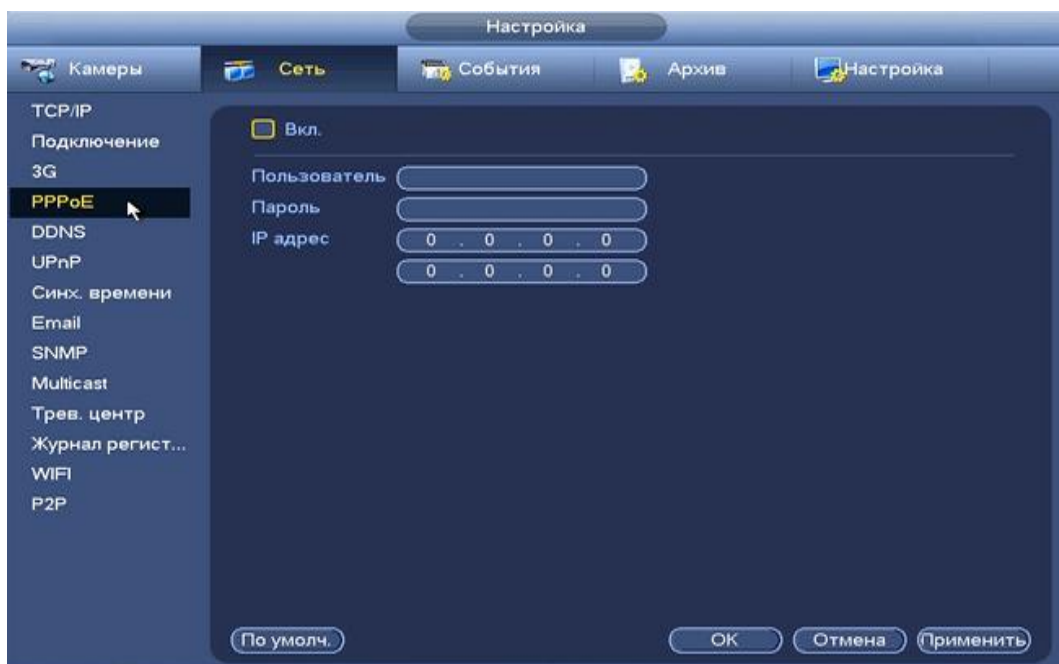 Настройка
Камеры
Сеть
События
Архив
Настройка
TCP/IP
Подключение
3G
PPPoE
DDNS
UPnP
Синх. времени
Email
SNMP
Multicast
Трев. центр
Журнал регист...
WIFI
P2P
Вкл.
Пользователь
Пароль
IP адрес 0 . 0 . 0 . 0
0 . 0 . 0 . 0
По умолч.
OK
Отмена
Применить